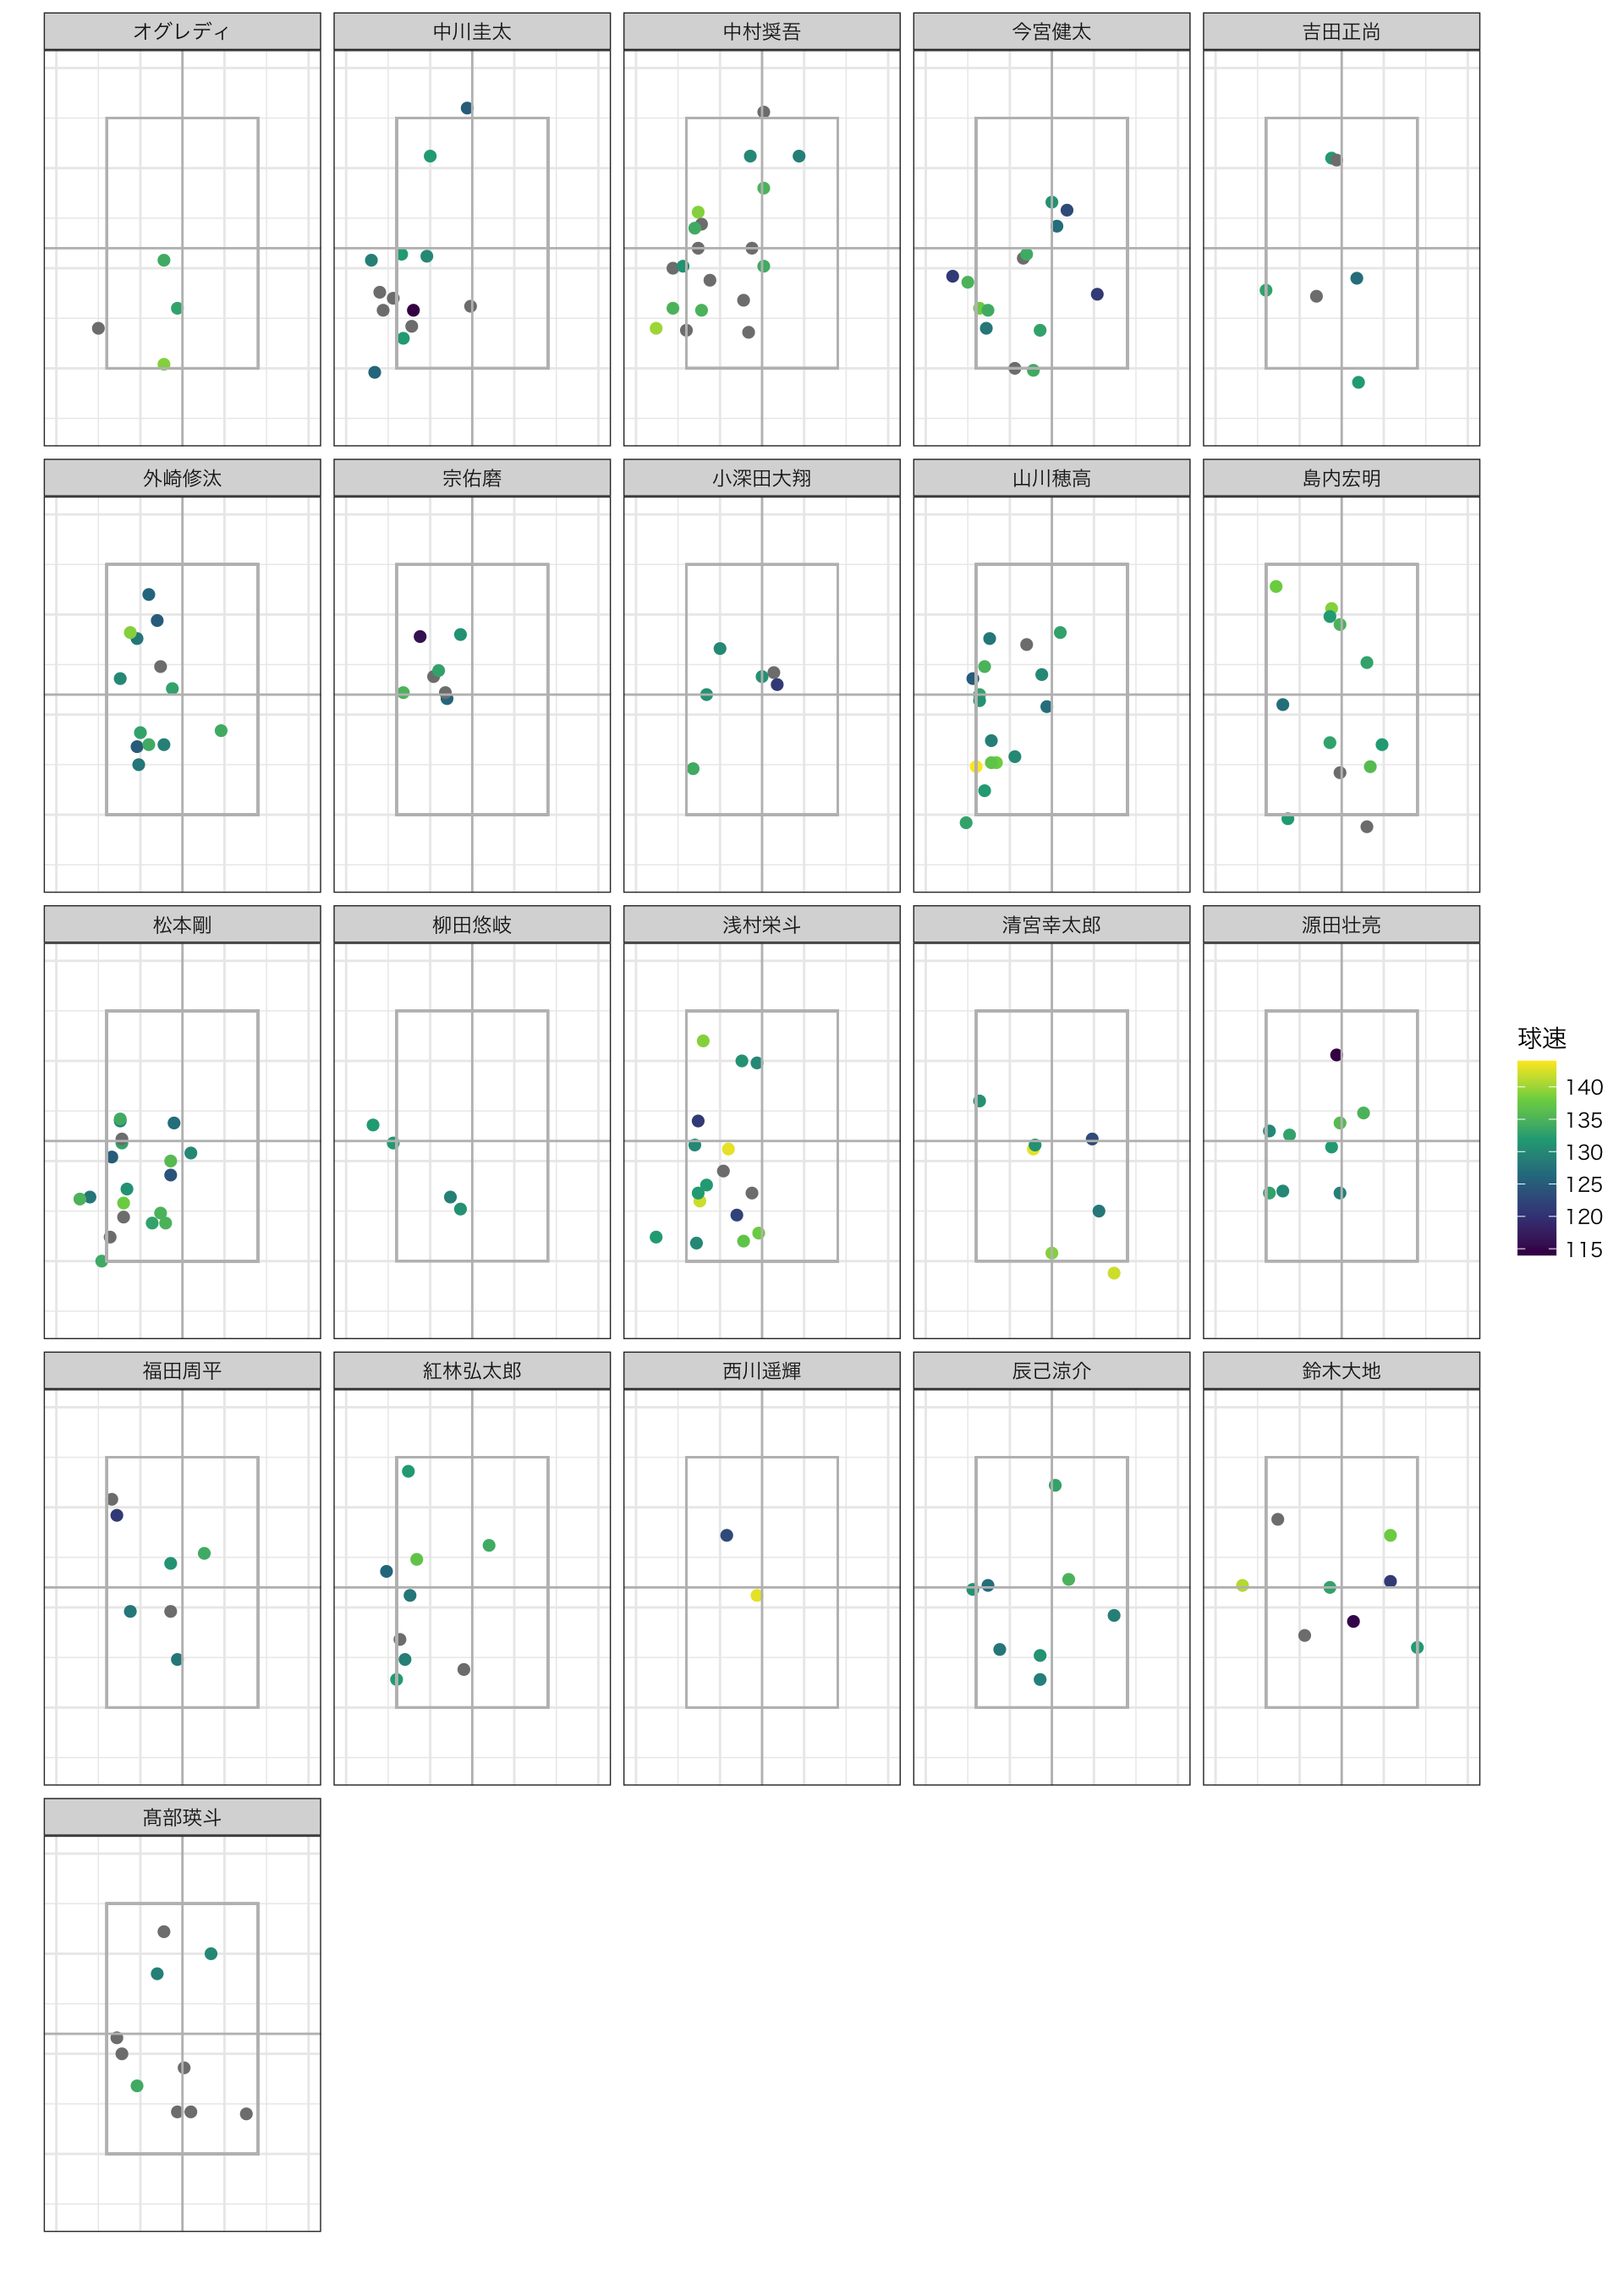 オグレディ
中川圭太
中村奨吾
今宮健太
吉田正尚
外崎修汰
宗佑磨
小深田大翔
山川穂高
島内宏明
松本剛
柳田悠岐
浅村栄斗
清宮幸太郎
源田壮亮
球速
140
135
130
125
120
115
福田周平
紅林弘太郎
西川遥輝
辰己涼介
鈴木大地
髙部瑛斗